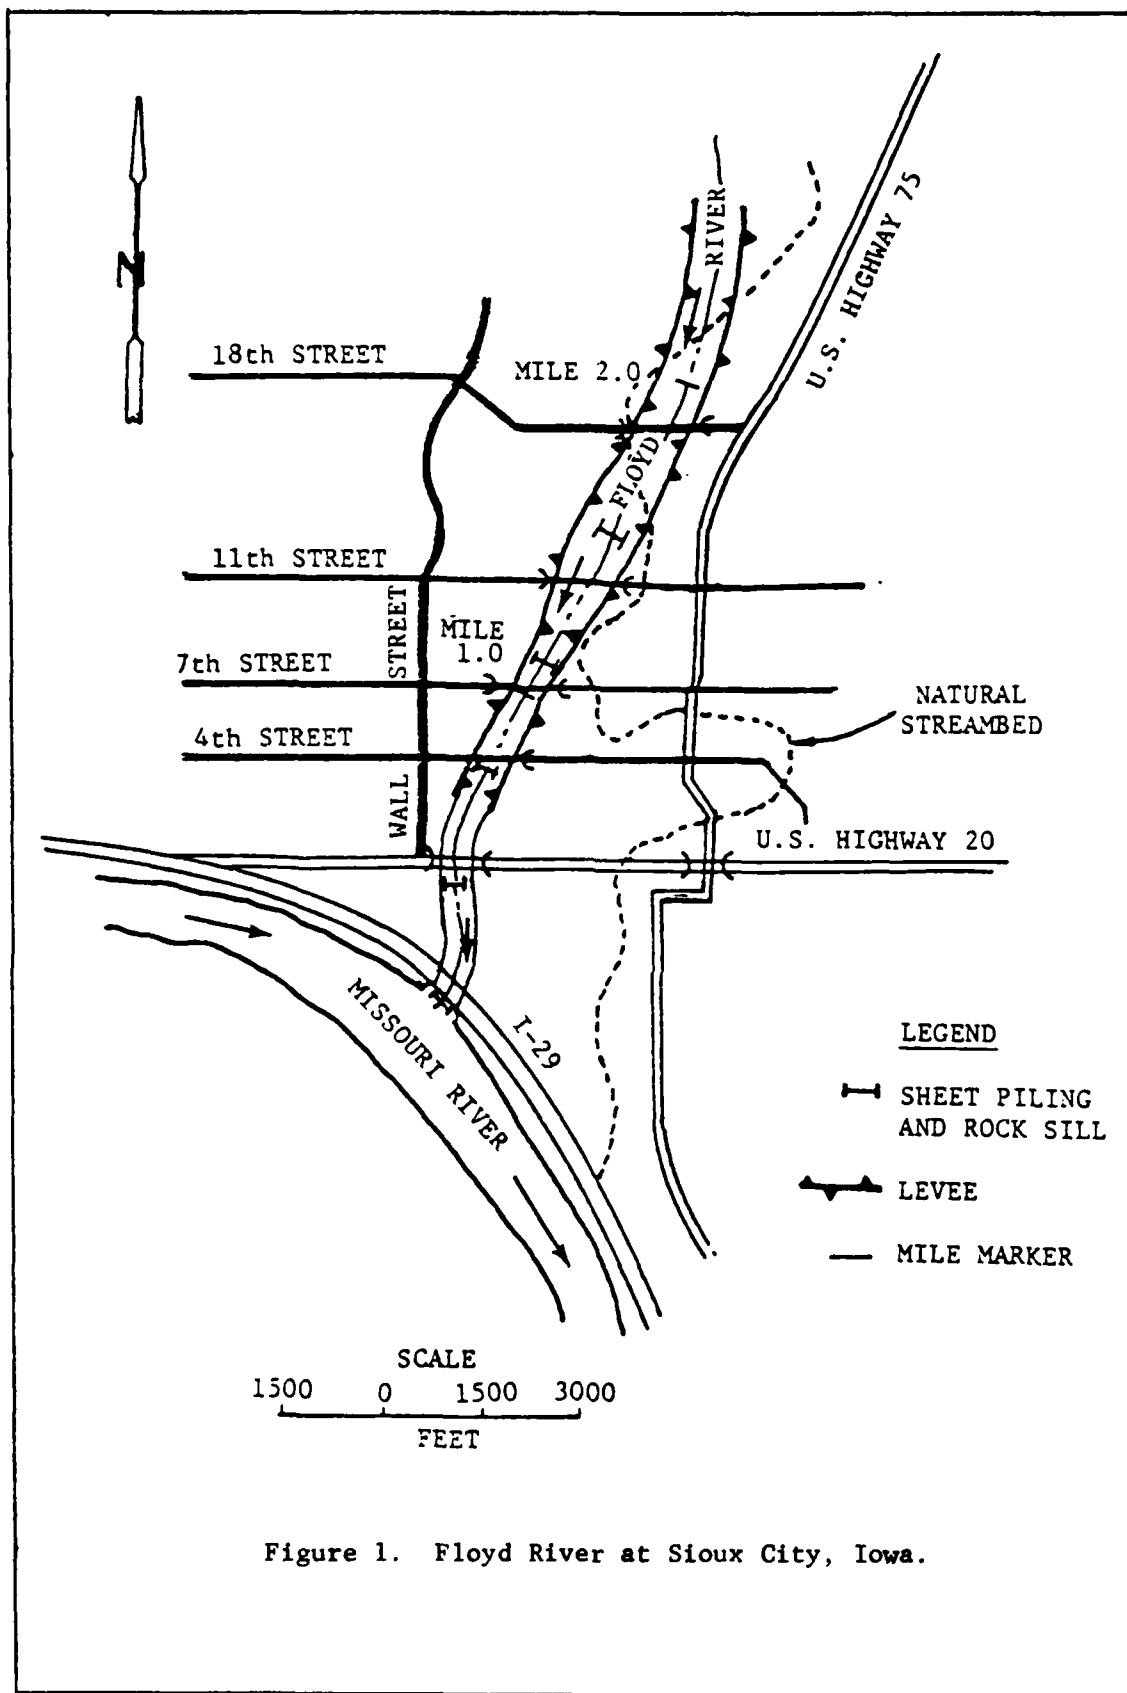 N
RIVER
U.S. HIGHWAY 75
18th STREET
MILE 2.0
FLOYD
11th STREET
STREET
MILE
1.0
7th STREET
NATURAL
STREAMBED
4th STREET
WALL
U.S. HIGHWAY 20
MISSOURI RIVER
I-29
LEGEND
SHEET PILING
AND ROCK SILL
LEVEE
MILE MARKER
SCALE
1500 0 1500 3000
FEET
Figure 1. Floyd River at Sioux City, Iowa.